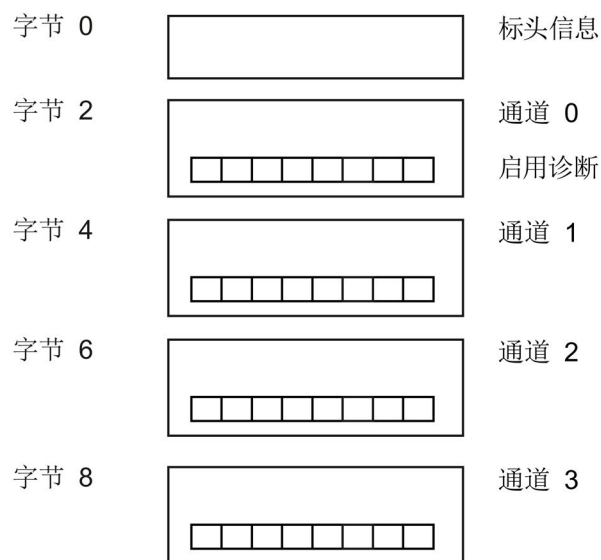 字节 0 标头信息
字节 2 通道 0
启用诊断
字节 4 通道 1
字节 6 通道 2
字节 8 通道 3